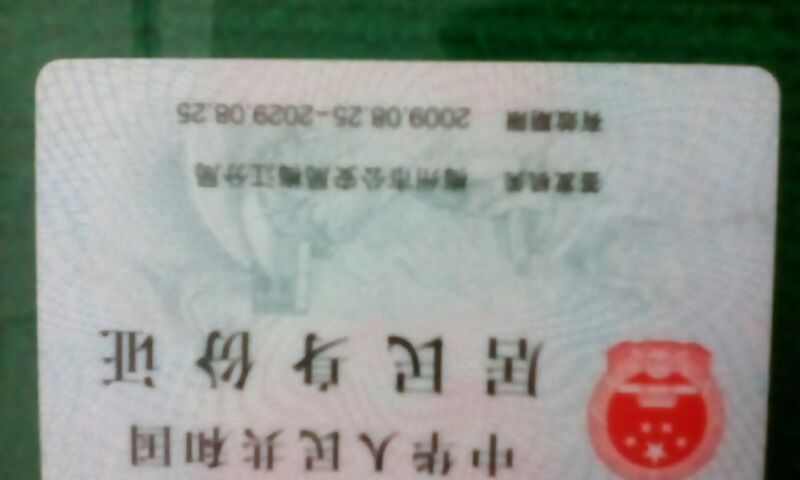 中华人民共和国
居民身份证
签发机关 梅州市公安局梅江分局
有效期限 2009.08.25-2029.08.25